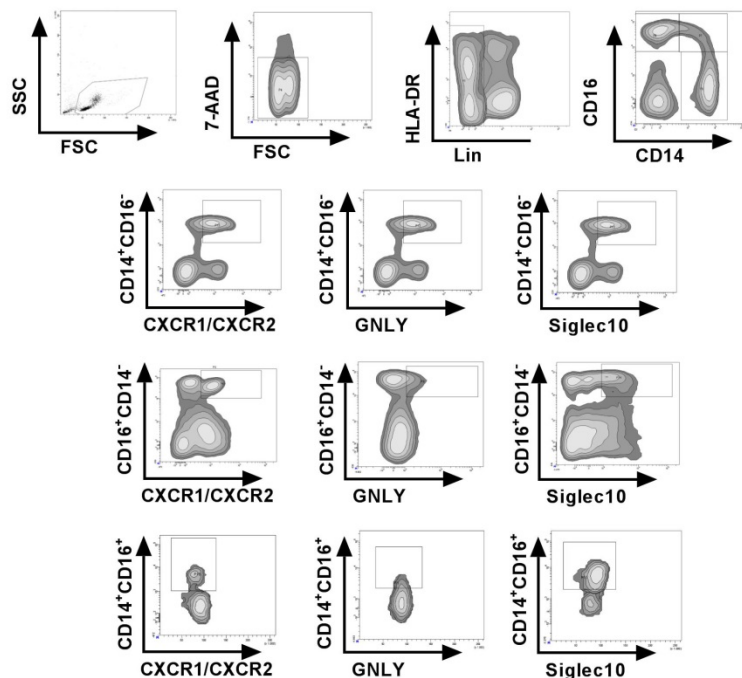 SSC
FSC
7-AAD
FSC
HLA-DR
Lin
CD16
CD14
CD14⁺CD16⁻
CXCR1/CXCR2
CD14⁺CD16⁻
GNLY
CD14⁺CD16⁻
Siglec10
CD16⁺CD14⁻
CXCR1/CXCR2
CD16⁺CD14⁻
GNLY
CD16⁺CD14⁻
Siglec10
CD14⁺CD16⁺
CXCR1/CXCR2
CD14⁺CD16⁺
GNLY
CD14⁺CD16⁺
Siglec10